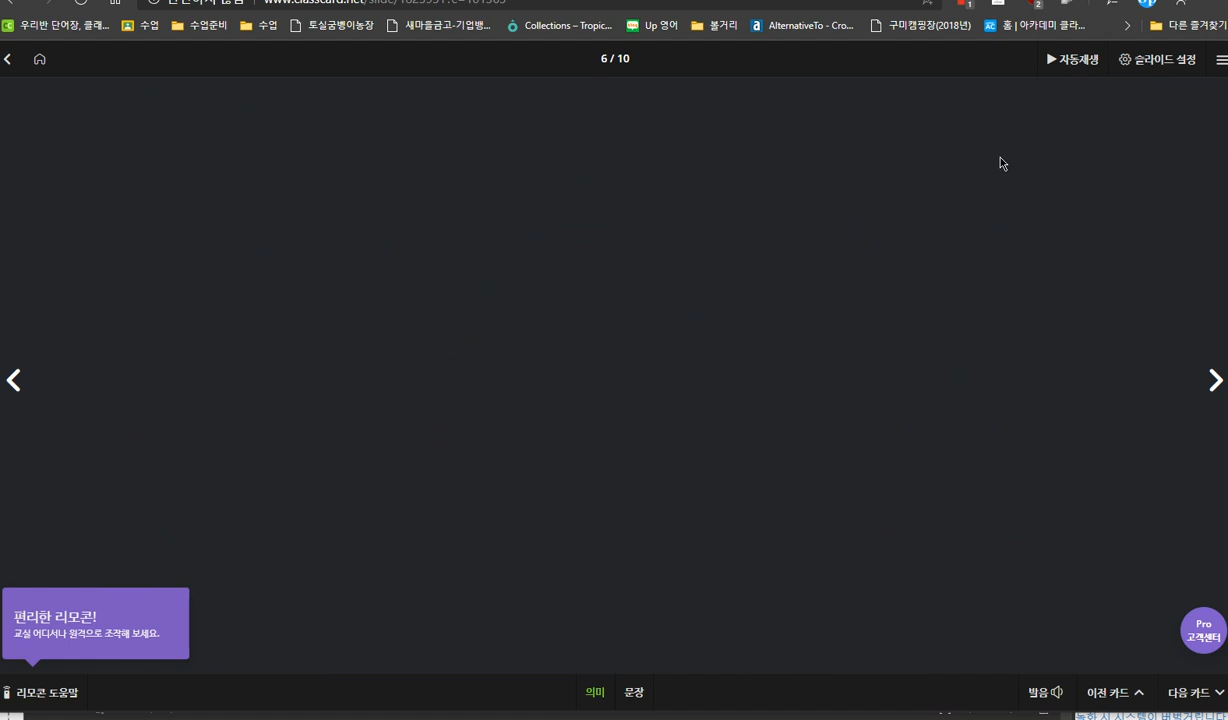 우리반 단어장, 클래... 수업 수업준비 수업 토실굼벵이농장 새마을금고-기업뱅... Collections – Tropic... Up 영어 볼거리 AlternativeTo - Cro... 구미캠핑장(2018년) 홈 | 아카데미 클라... 다른 즐겨찾기
6 / 10
자동재생 슬라이드 설정
편리한 리모콘!
교실 어디서나 원격으로 조작해 보세요.
Pro
고객센터
리모콘 도움말 의미 문장 발음 이전 카드 다음 카드